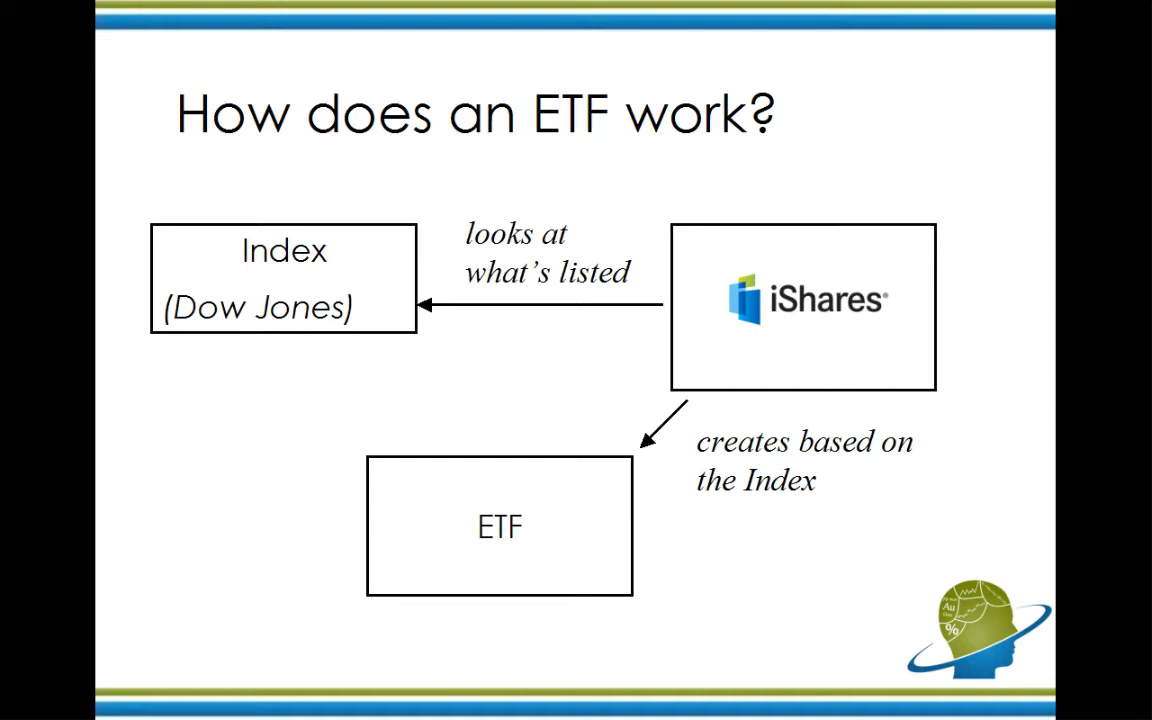 How does an ETF work?
Index
(Dow Jones)
looks at
what's listed
iShares®
creates based on
the Index
ETF
Au
%